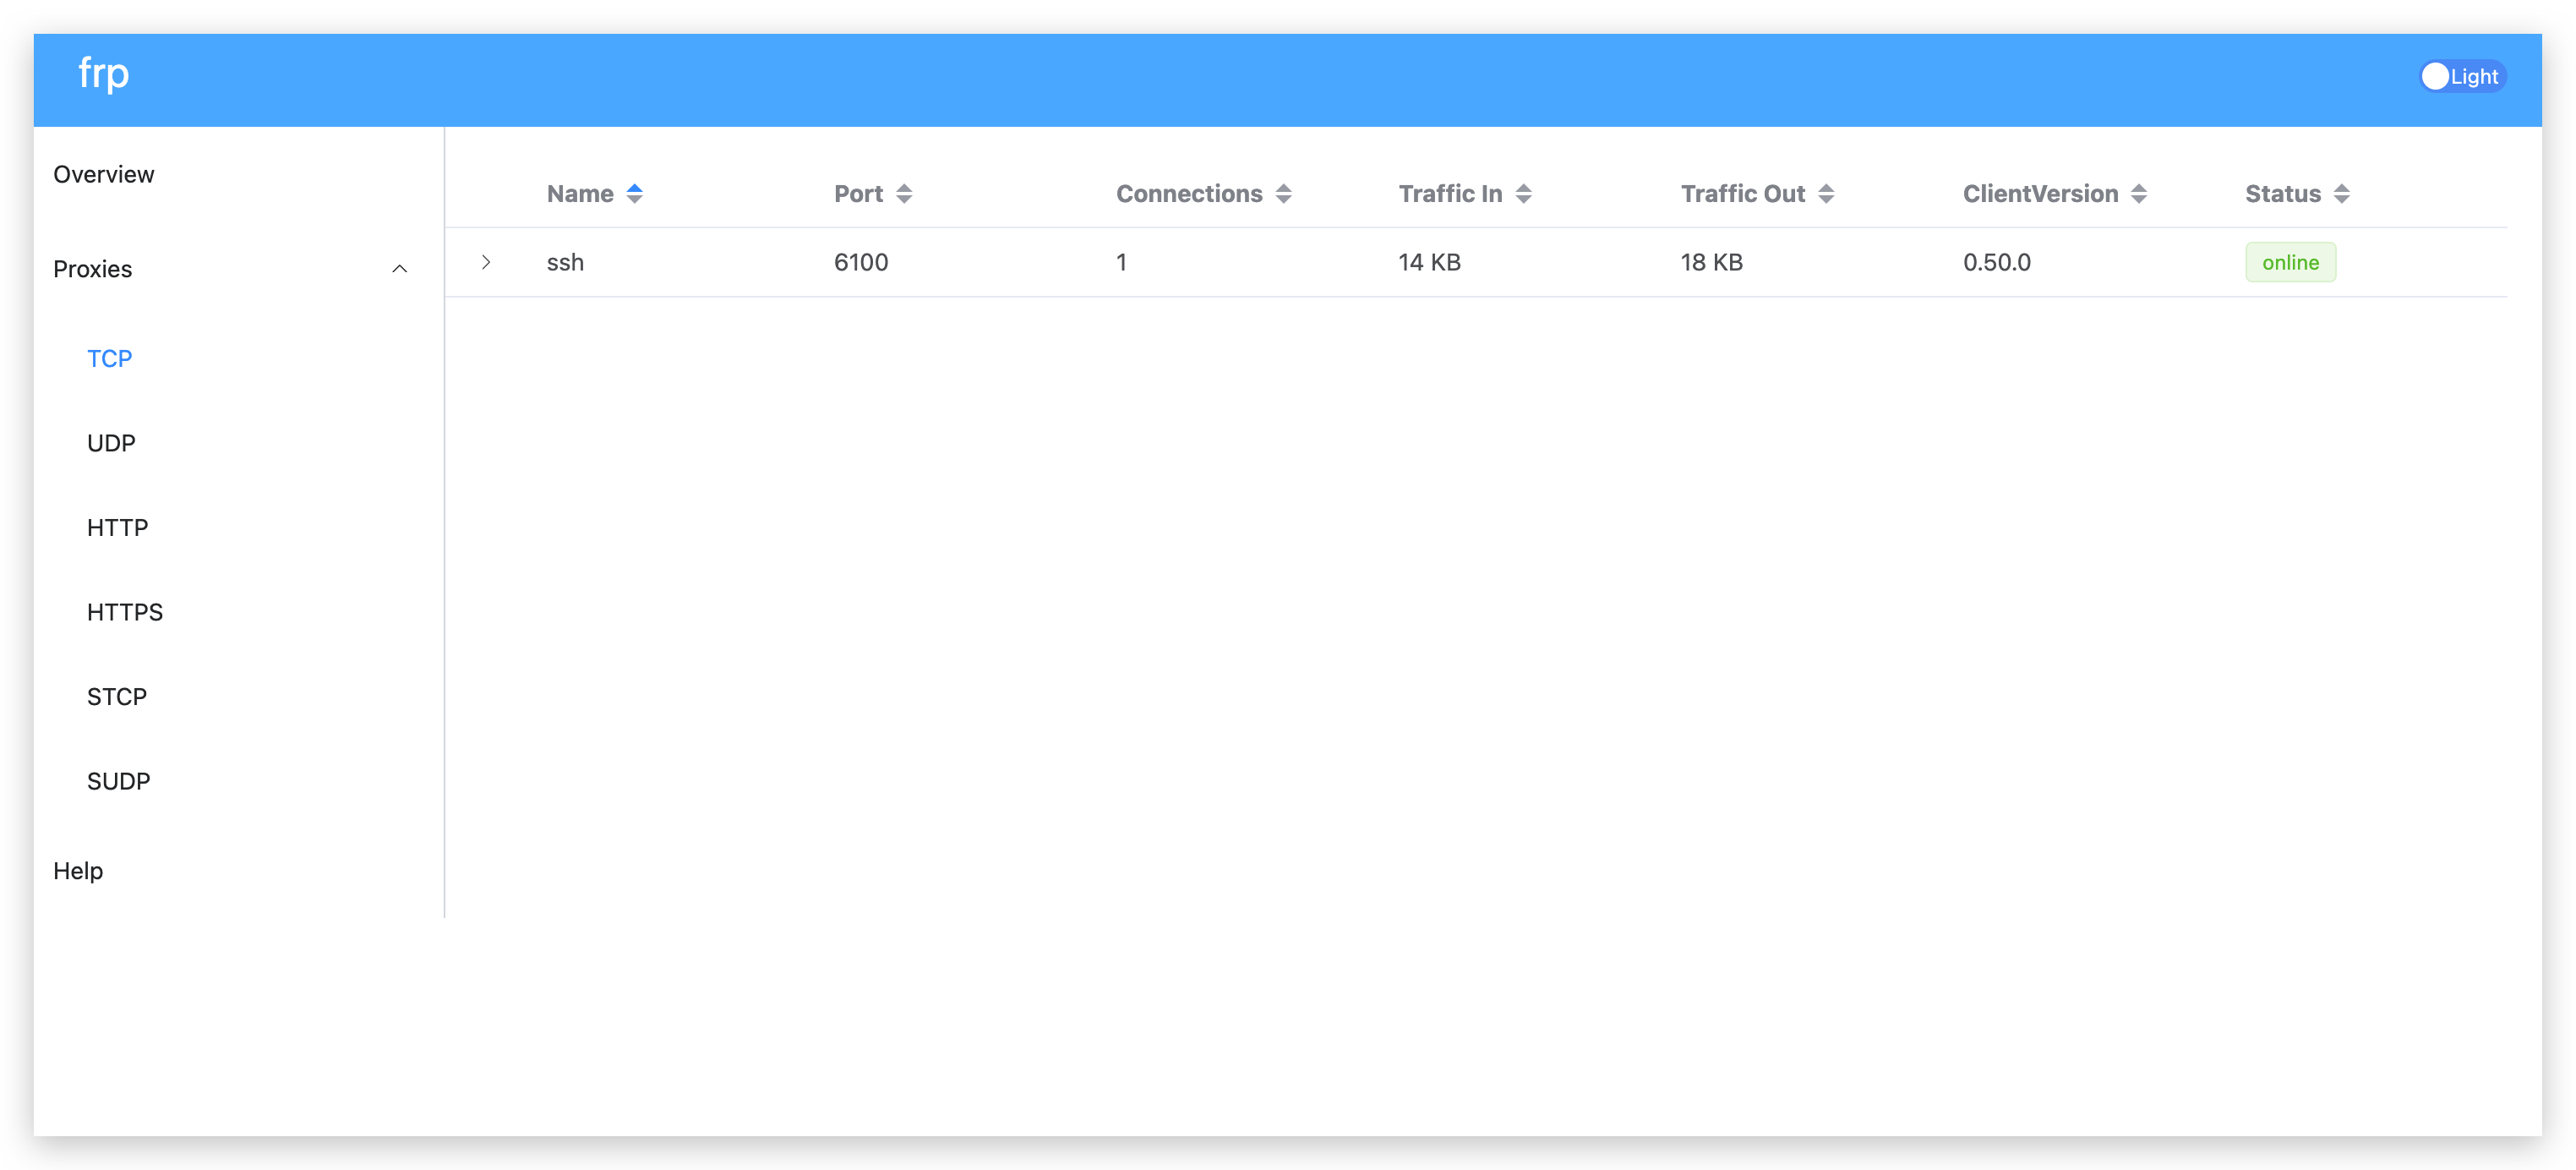 frp
Light
Overview
Proxies
TCP
UDP
HTTP
HTTPS
STCP
SUDP
Help
Name Port Connections Traffic In Traffic Out ClientVersion Status
ssh 6100 1 14 KB 18 KB 0.50.0 online